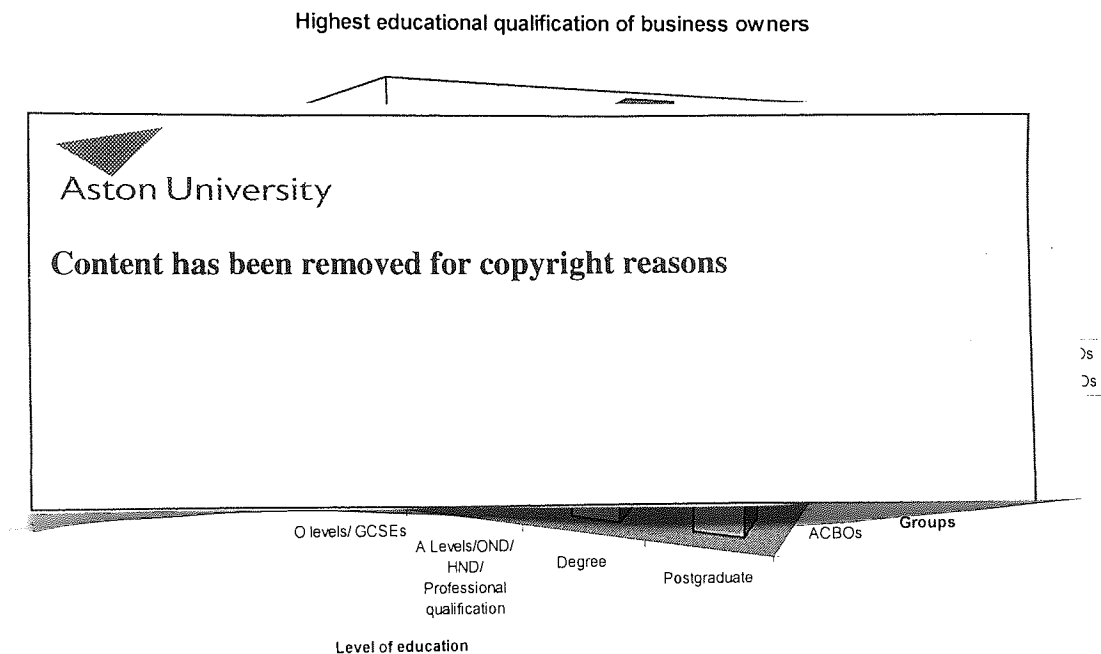 Highest educational qualification of business owners
Aston University
Content has been removed for copyright reasons
O levels/ GCSEs
A Levels/OND/
HND/
Professional
qualification
Degree
Postgraduate
ACBOs
Groups
Level of education